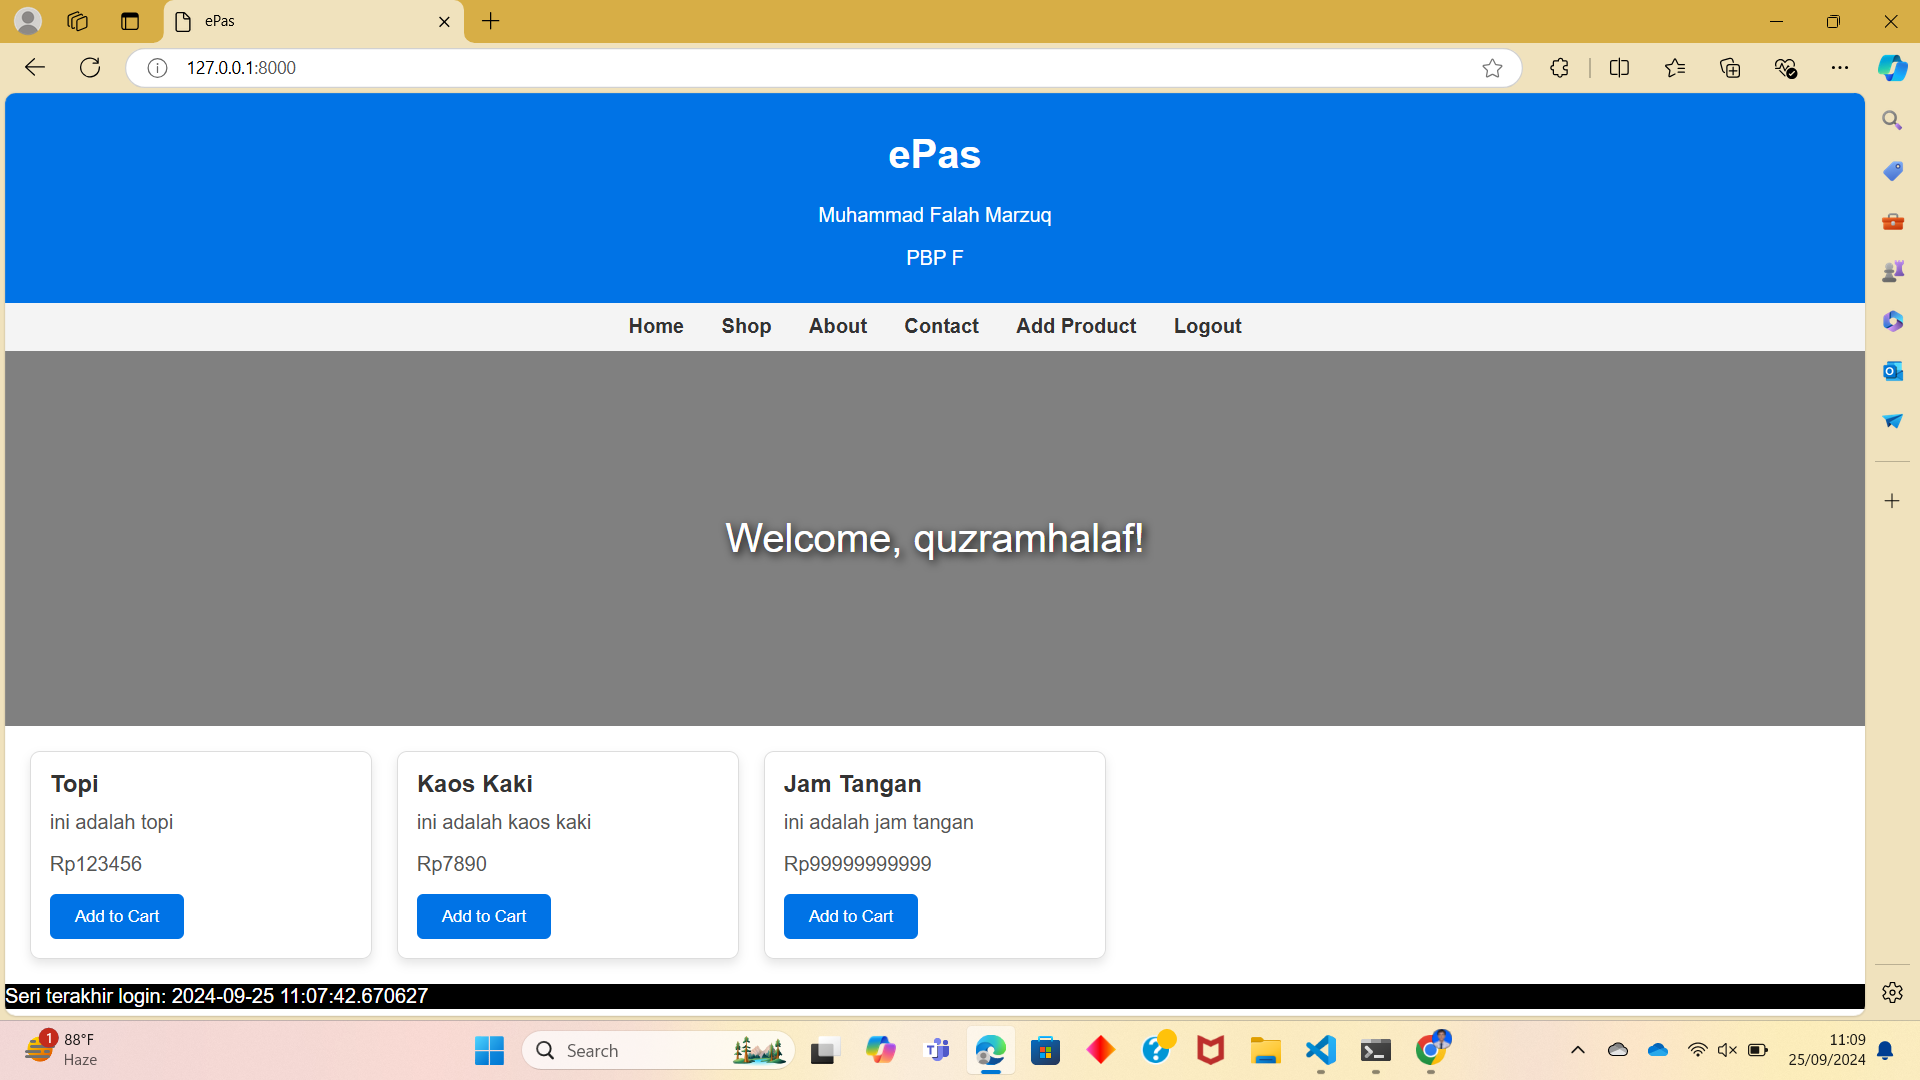 ePas
127.0.0.1:8000
ePas
Muhammad Falah Marzuq
PBP F
Home Shop About Contact Add Product Logout
Welcome, quzramhalaf!
Topi
ini adalah topi
Rp123456
Add to Cart
Kaos Kaki
ini adalah kaos kaki
Rp7890
Add to Cart
Jam Tangan
ini adalah jam tangan
Rp99999999999
Add to Cart
Seri terakhir login: 2024-09-25 11:07:42.670627
1
88°F
Haze
Search
11:09
25/09/2024